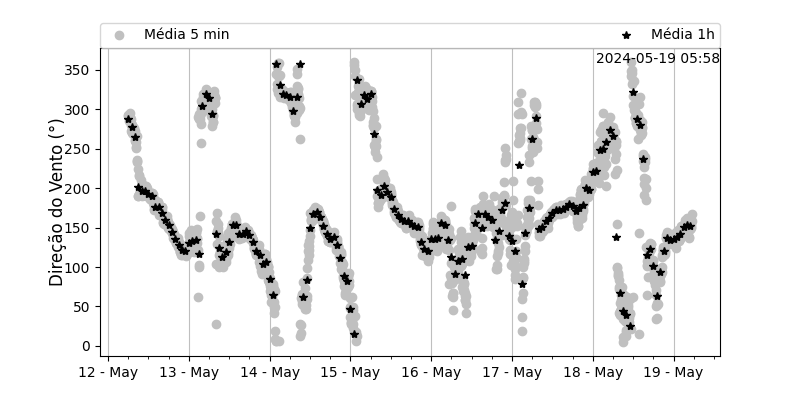 Média 5 min
Média 1h
2024-05-19 05:58
Direção do Vento (°)
350
300
250
200
150
100
50
0
12 - May
13 - May
14 - May
15 - May
16 - May
17 - May
18 - May
19 - May